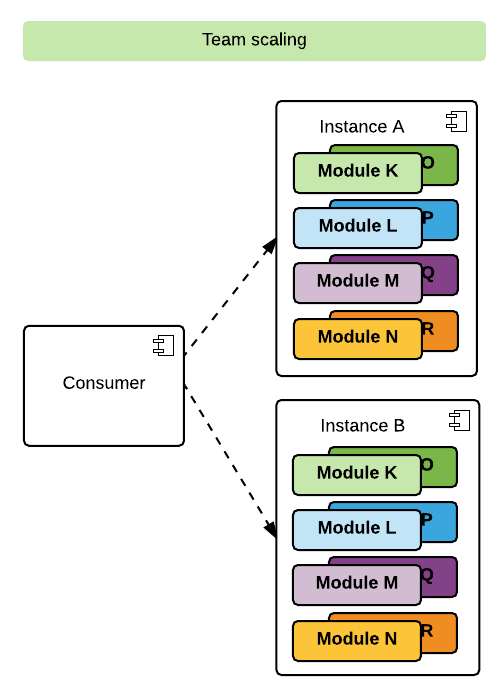 Team scaling
Instance A
O
Module K
P
Module L
Q
Module M
R
Module N
Consumer
Instance B
O
Module K
P
Module L
Q
Module M
R
Module N